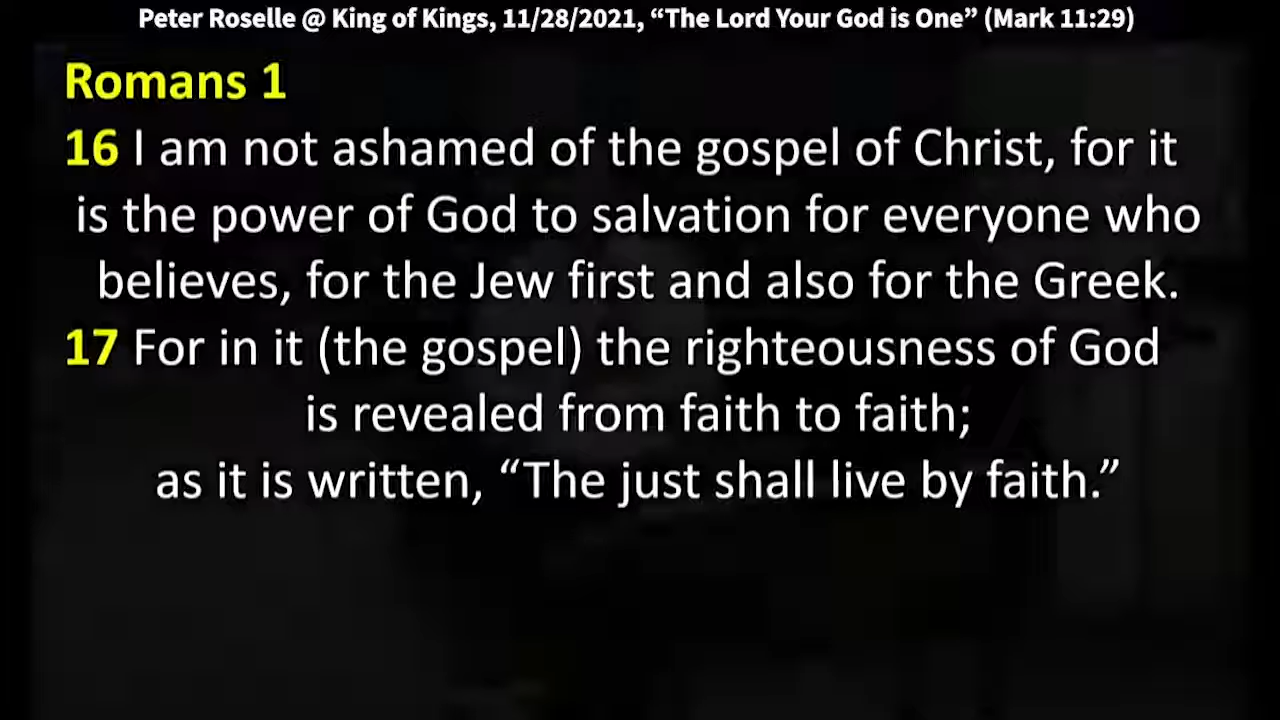 Peter Roselle @ King of Kings, 11/28/2021, “The Lord Your God is One” (Mark 11:29)
Romans 1
16 I am not ashamed of the gospel of Christ, for it
is the power of God to salvation for everyone who
believes, for the Jew first and also for the Greek.
17 For in it (the gospel) the righteousness of God
is revealed from faith to faith;
as it is written, “The just shall live by faith.”